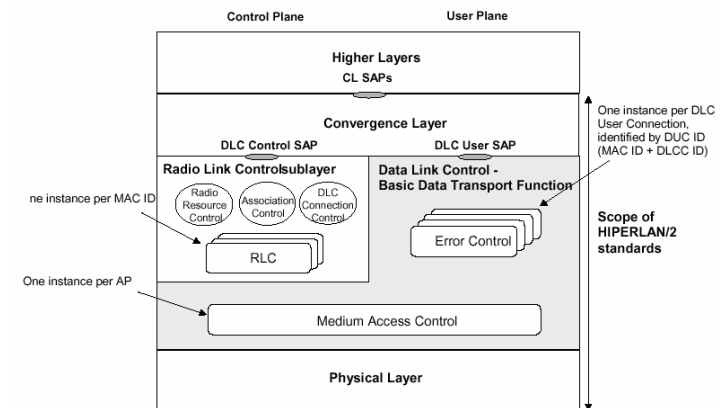 Control Plane
User Plane
Higher Layers
CL SAPs
Convergence Layer
DLC Control SAP
DLC User SAP
One instance per DLC
User Connection,
identified by DUC ID
(MAC ID + DLCC ID)
Radio Link Controlsublayer
Data Link Control -
Basic Data Transport Function
Radio
Resource
Control
Association
Control
DLC
Connection
Control
ne instance per MAC ID
RLC
Error Control
Scope of
HIPERLAN/2
standards
One instance per AP
Medium Access Control
Physical Layer